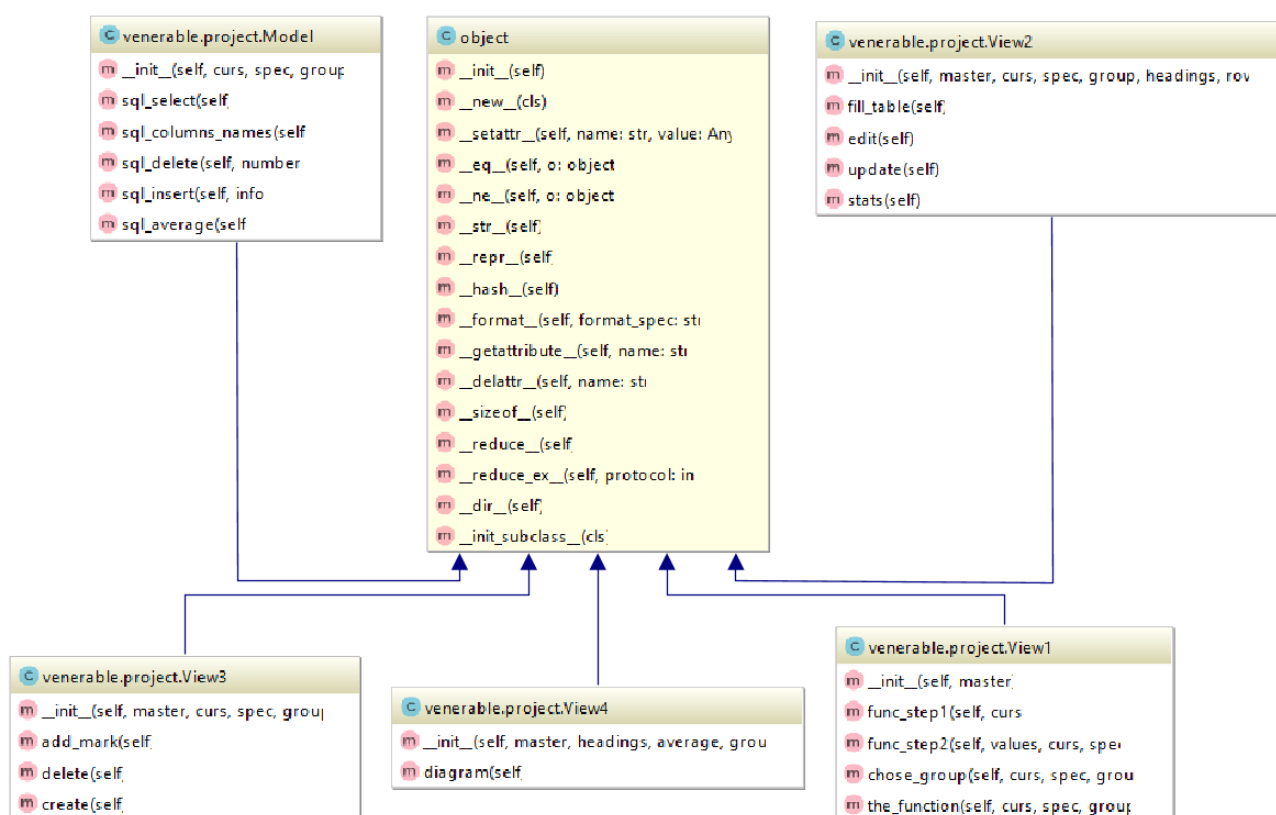 C venerable.project.Model
m __init__(self, curs, spec, group
m sql_select(self
m sql_columns_names(self
m sql_delete(self, number
m sql_insert(self, info
m sql_average(self
C object
m __init__(self)
m __new__(cls)
m __setattr__(self, name: str, value: Any
m __eq__(self, o: object
m __ne__(self, o: object
m __str__(self)
m __repr__(self
m __hash__(self)
m __format__(self, format_spec: str
m __getattribute__(self, name: str
m __delattr__(self, name: str
m __sizeof__(self)
m __reduce__(self
m __reduce_ex__(self, protocol: in
m __dir__(self)
m __init_subclass__(cls)
C venerable.project.View2
m __init__(self, master, curs, spec, group, headings, rov
m fill_table(self)
m edit(self)
m update(self)
m stats(self)
C venerable.project.View3
m __init__(self, master, curs, spec, group
m add_mark(self
m delete(self
m create(self
C venerable.project.View4
m __init__(self, master, headings, average, grou
m diagram(self
C venerable.project.View1
m __init__(self, master
m func_step1(self, curs
m func_step2(self, values, curs, spec
m chose_group(self, curs, spec, grou
m the_function(self, curs, spec, group